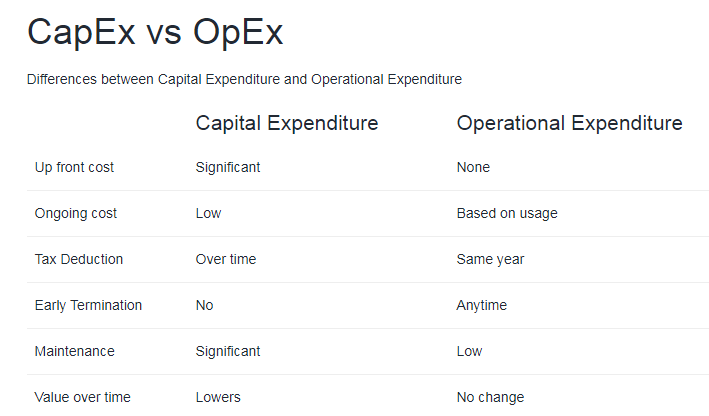 CapEx vs OpEx
Differences between Capital Expenditure and Operational Expenditure
Capital Expenditure Operational Expenditure
Up front cost Significant None
Ongoing cost Low Based on usage
Tax Deduction Over time Same year
Early Termination No Anytime
Maintenance Significant Low
Value over time Lowers No change